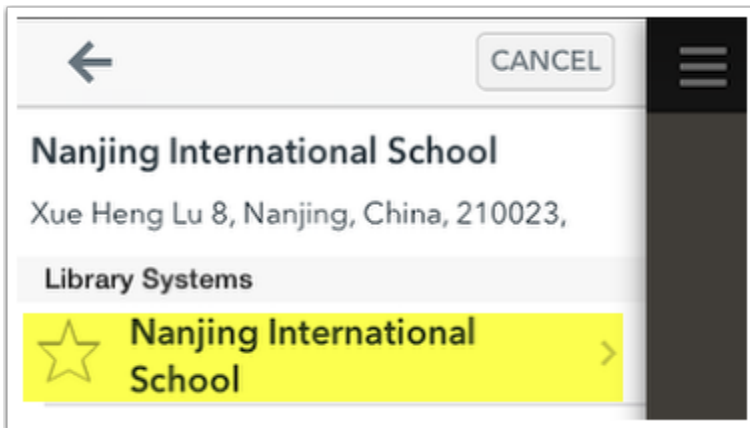 CANCEL
Nanjing International School
Xue Heng Lu 8, Nanjing, China, 210023,
Library Systems
Nanjing International
School